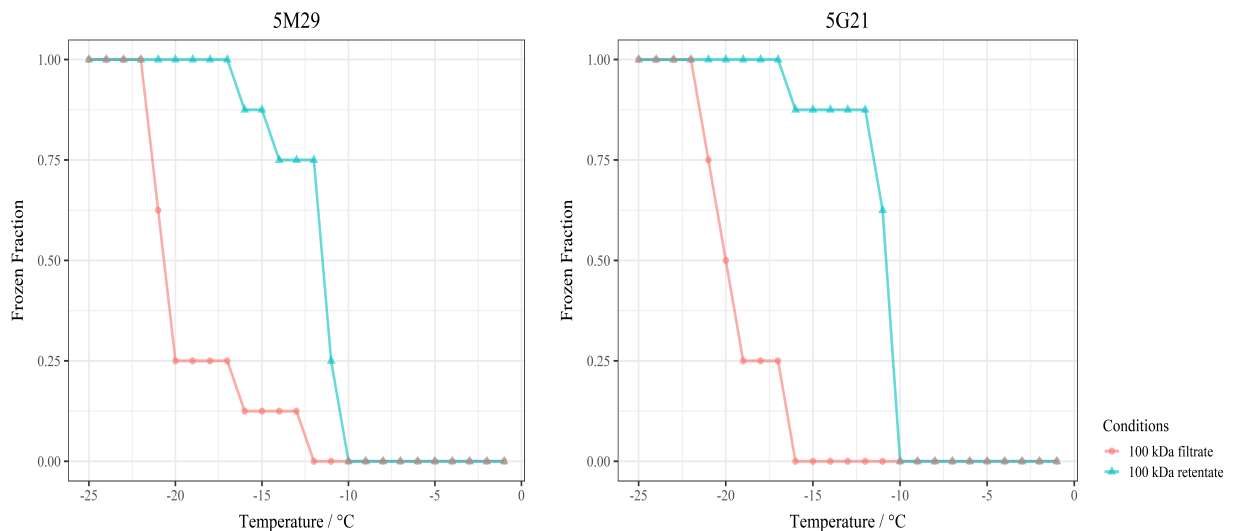 5M29
5G21
Frozen Fraction
1.00
0.75
0.50
0.25
0.00
-25 -20 -15 -10 -5 0
Temperature / °C
Frozen Fraction
1.00
0.75
0.50
0.25
0.00
-25 -20 -15 -10 -5 0
Temperature / °C
Conditions
100 kDa filtrate
100 kDa retentate